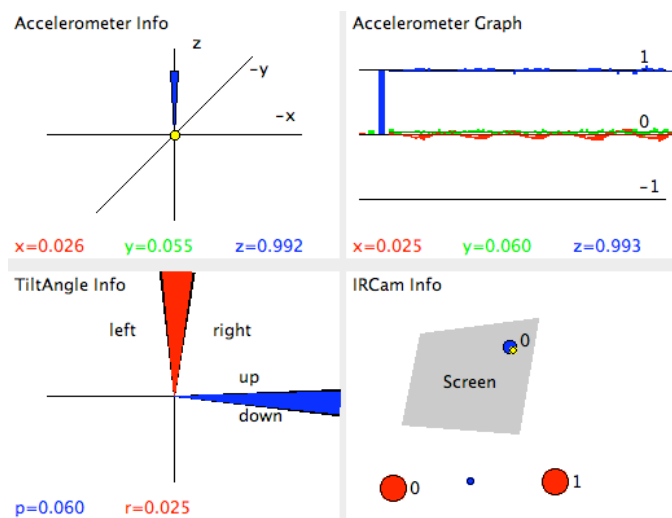 Accelerometer Info
z
-y
-x
x=0.026 y=0.055 z=0.992
Accelerometer Graph
1
0
-1
x=0.025 y=0.060 z=0.993
TiltAngle Info
left right
up
down
p=0.060 r=0.025
IRCam Info
0
Screen
0 1